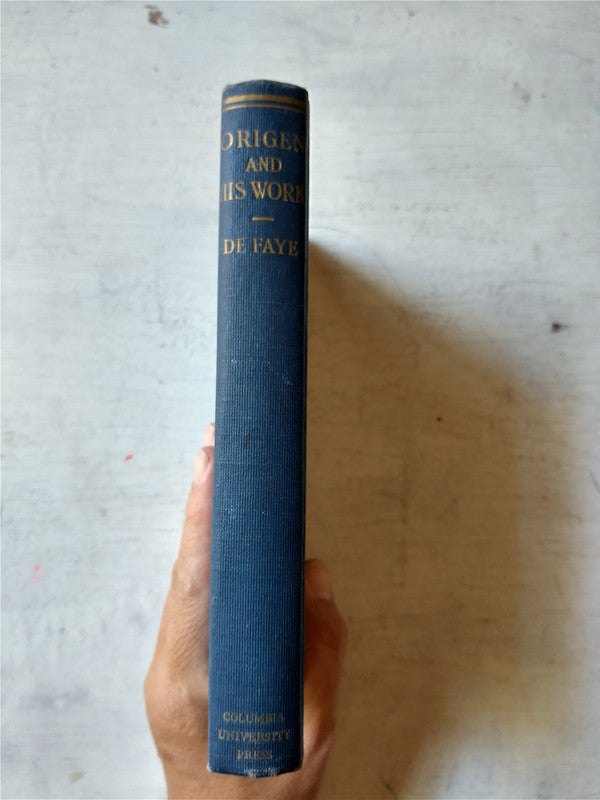 ORIGEN
AND
HIS WORK
DE FAYE
COLUMBIA
UNIVERSITY
PRESS